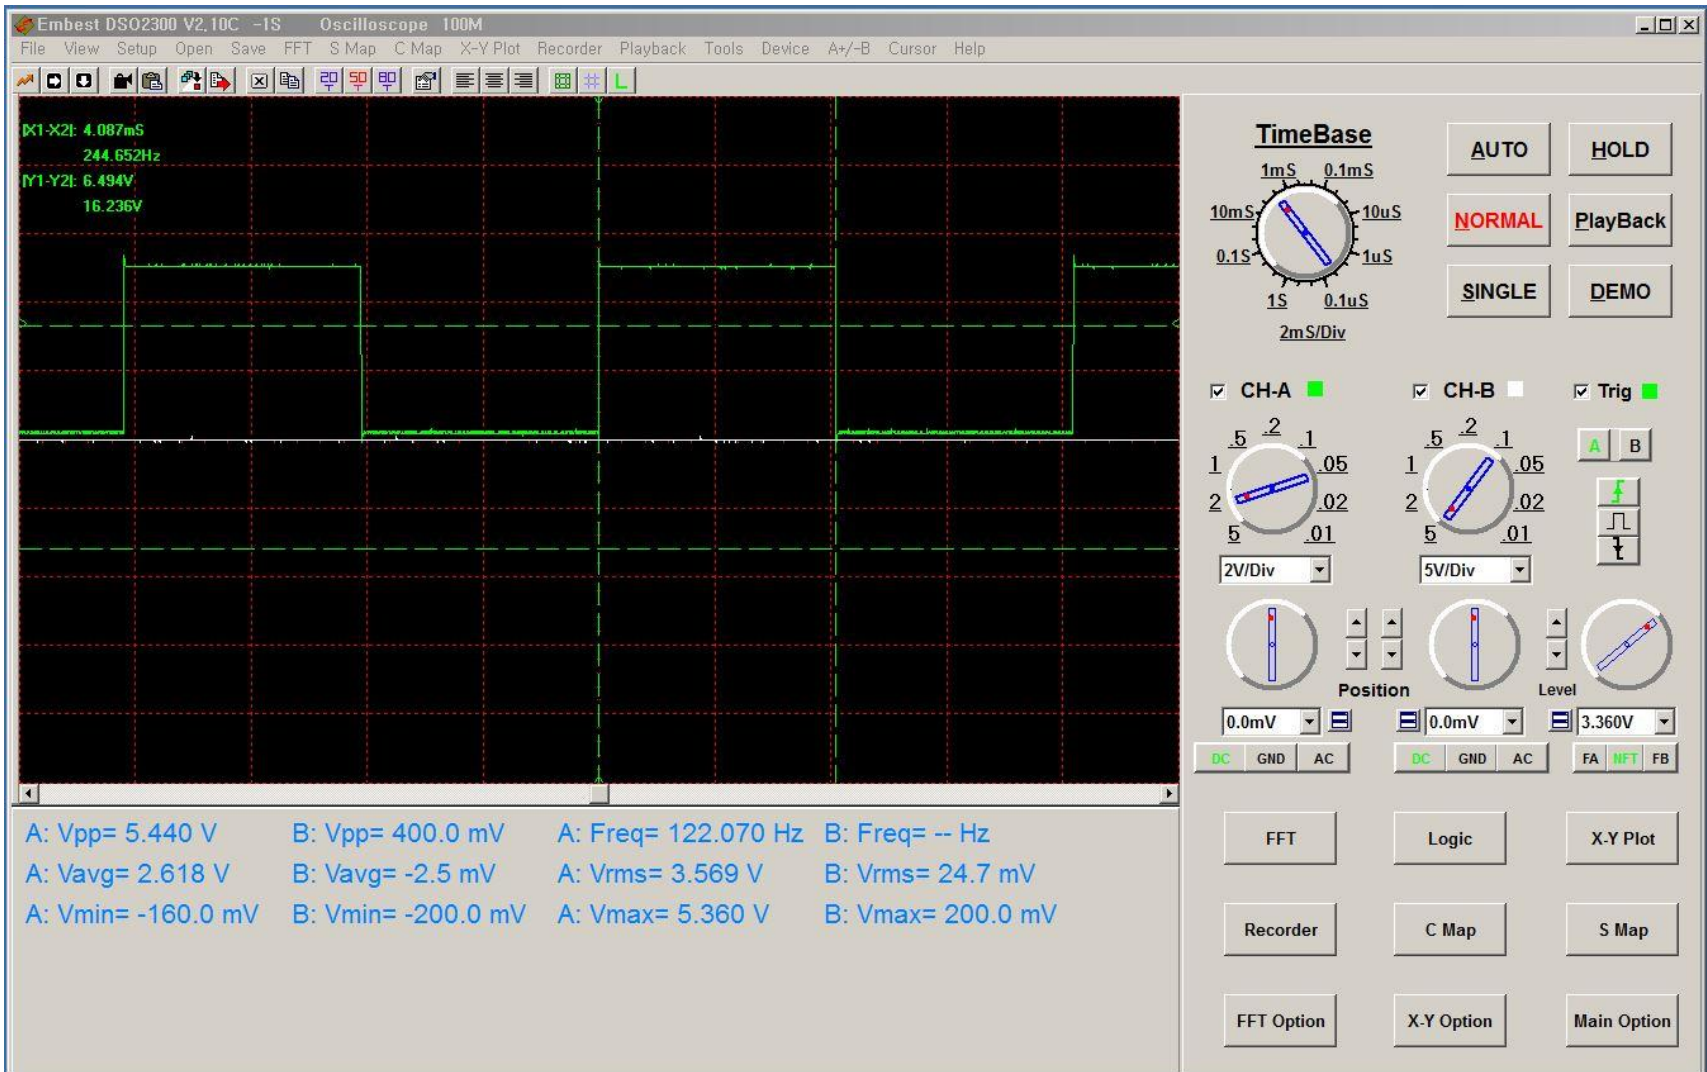 Embest DSO2300 V2,10C -1S Oscilloscope 100M
File View Setup Open Save FFT S Map C Map X-Y Plot Recorder Playback Tools Device A+/-B Cursor Help
20 50 80
|X1-X2|: 4.087mS
244.652Hz
|Y1-Y2|: 6.494V
16.236V
TimeBase
1mS 0.1mS
10mS 10uS
0.1S 1uS
1S 0.1uS
2mS/Div
AUTO HOLD
NORMAL PlayBack
SINGLE DEMO
CH-A CH-B Trig
.5 .2 .1
1 .05
2 .02
5 .01
2V/Div
.5 .2 .1
1 .05
2 .02
5 .01
5V/Div
A B
Position Level
0.0mV 0.0mV 3.360V
DC GND AC DC GND AC FA NFT FB
FFT Logic X-Y Plot
Recorder C Map S Map
FFT Option X-Y Option Main Option
A: Vpp= 5.440 V B: Vpp= 400.0 mV A: Freq= 122.070 Hz B: Freq= -- Hz
A: Vavg= 2.618 V B: Vavg= -2.5 mV A: Vrms= 3.569 V B: Vrms= 24.7 mV
A: Vmin= -160.0 mV B: Vmin= -200.0 mV A: Vmax= 5.360 V B: Vmax= 200.0 mV